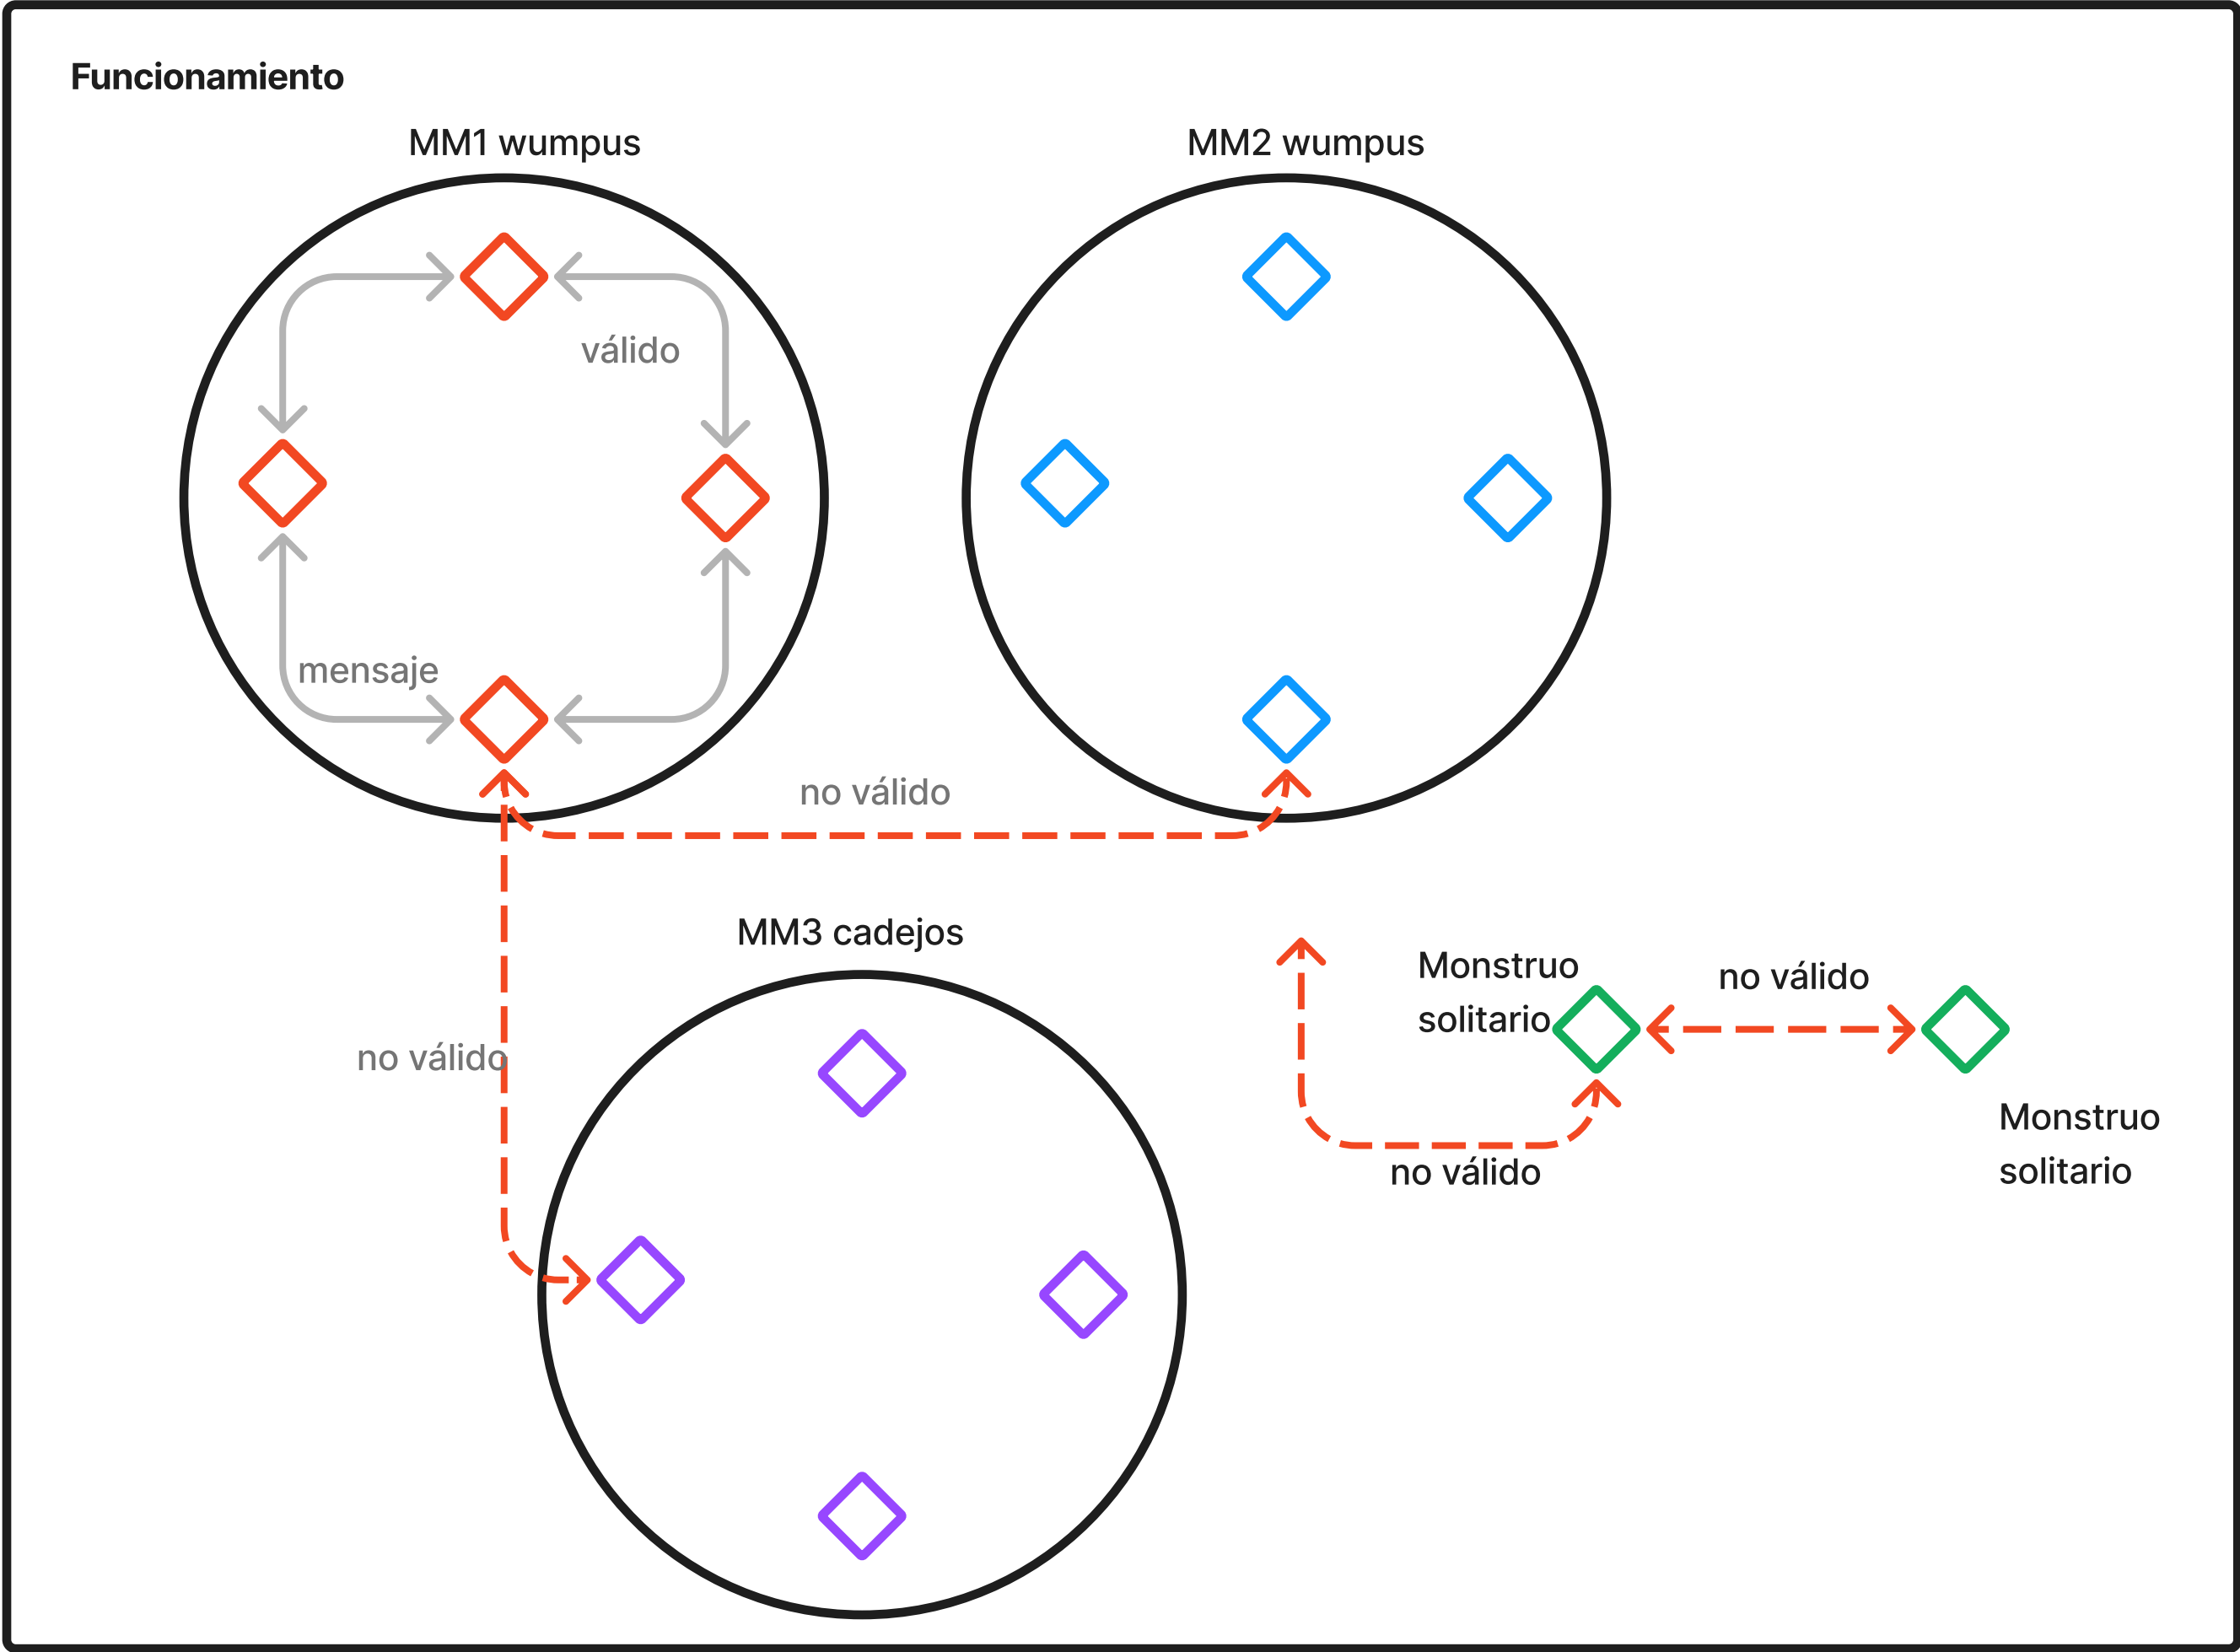 Funcionamiento
MM1 wumpus
MM2 wumpus
válido
mensaje
no válido
MM3 cadejos
Monstruo
solitario
no válido
no válido
Monstruo
solitario
no válido